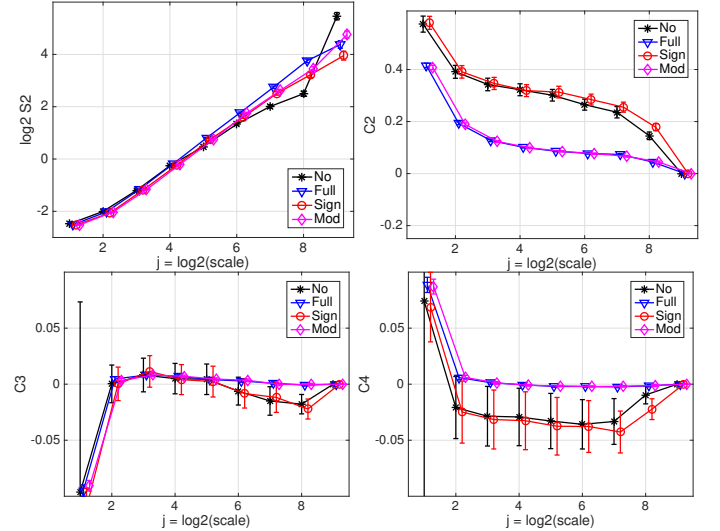 log2 S2
4
2
0
-2
2
4
6
8
j = log2(scale)
No
Full
Sign
Mod
C2
0.4
0.2
0
0.2
2
4
6
8
j = log2(scale)
No
Full
Sign
Mod
C3
0.05
0
-0.05
2
4
6
8
j = log2(scale)
No
Full
Sign
Mod
C4
0.05
0
-0.05
2
4
6
8
j = log2(scale)
No
Full
Sign
Mod